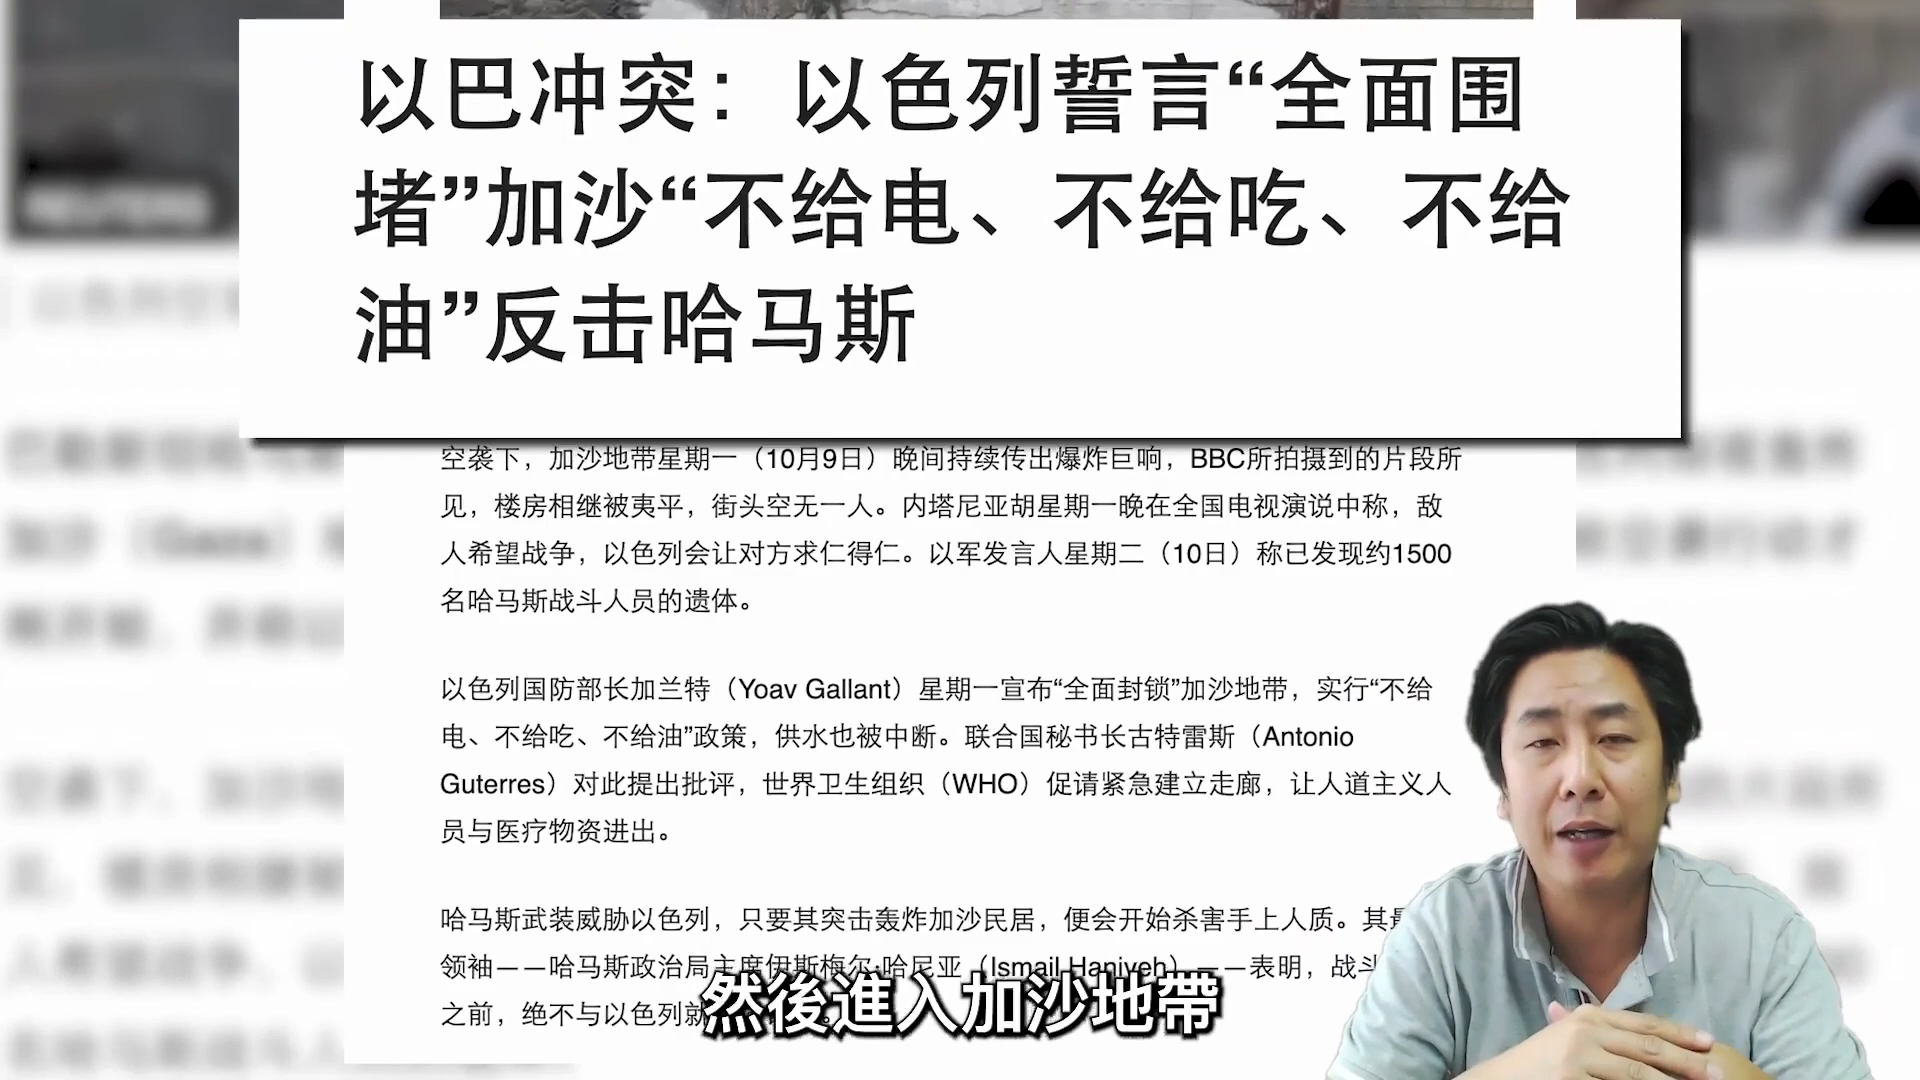 以巴冲突：以色列誓言“全面围
堵”加沙“不给电、不给吃、不给
油”反击哈马斯
空袭下，加沙地带星期一（10月9日）晚间持续传出爆炸巨响，BBC所拍摄到的片段所
见，楼房相继被夷平，街头空无一人。内塔尼亚胡星期一晚在全国电视演说中称，敌
人希望战争，以色列会让对方求仁得仁。以军发言人星期二（10日）称已发现约1500
名哈马斯战斗人员的遗体。
以色列国防部长加兰特（Yoav Gallant）星期一宣布“全面封锁”加沙地带，实行“不给
电、不给吃、不给油”政策，供水也被中断。联合国秘书长古特雷斯（Antonio
Guterres）对此提出批评，世界卫生组织（WHO）促请紧急建立走廊，让人道主义人
员与医疗物资进出。
哈马斯武装威胁以色列，只要其突击轰炸加沙民居，便会开始杀害手上人质。其
领袖——哈马斯政治局主席伊斯梅尔·哈尼亚（Ismail Haniyeh）——表明，战斗
之前，绝不与以色列
然後進入加沙地帶